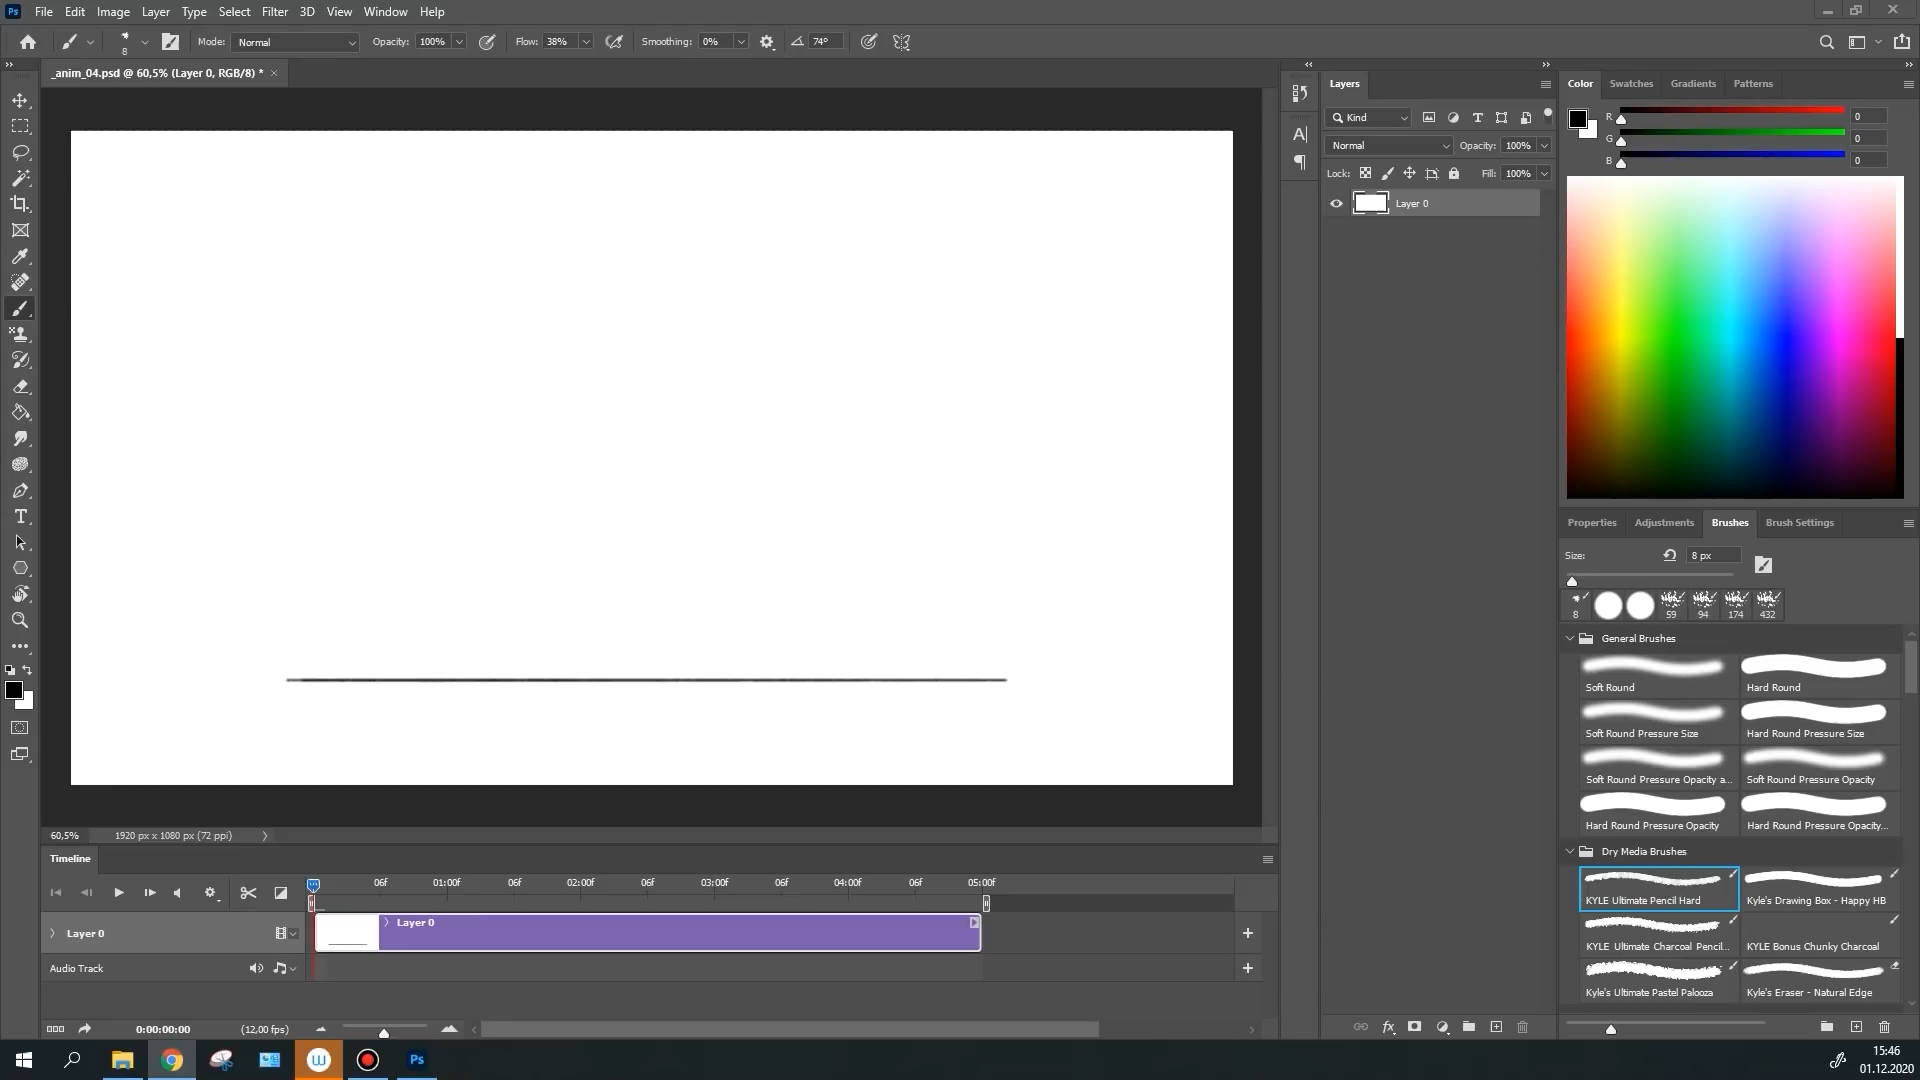 Ps File Edit Image Layer Type Select Filter 3D View Window Help
8 Mode: Normal Opacity: 100% Flow: 38% Smoothing: 0% 74°
_anim_04.psd @ 60,5% (Layer 0, RGB/8) *
Layers
Kind
Normal Opacity: 100%
Lock: Fill: 100%
Layer 0
Color Swatches Gradients Patterns
R 0
G 0
B 0
Properties Adjustments Brushes Brush Settings
Size: 8 px
8 59 94 174 432
General Brushes
Soft Round Hard Round
Soft Round Pressure Size Hard Round Pressure Size
Soft Round Pressure Opacity a... Soft Round Pressure Opacity
Hard Round Pressure Opacity Hard Round Pressure Opacity...
Dry Media Brushes
KYLE Ultimate Pencil Hard Kyle's Drawing Box - Happy HB
KYLE Ultimate Charcoal Pencil... KYLE Bonus Chunky Charcoal
Kyle's Ultimate Pastel Palooza Kyle's Eraser - Natural Edge
60,5% 1920 px x 1080 px (72 ppi)
Timeline
06f 01:00f 06f 02:00f 06f 03:00f 06f 04:00f 06f 05:00f
Layer 0 Layer 0
Audio Track
0:00:00:00 (12,00 fps)
Ps
15:46
01.12.2020